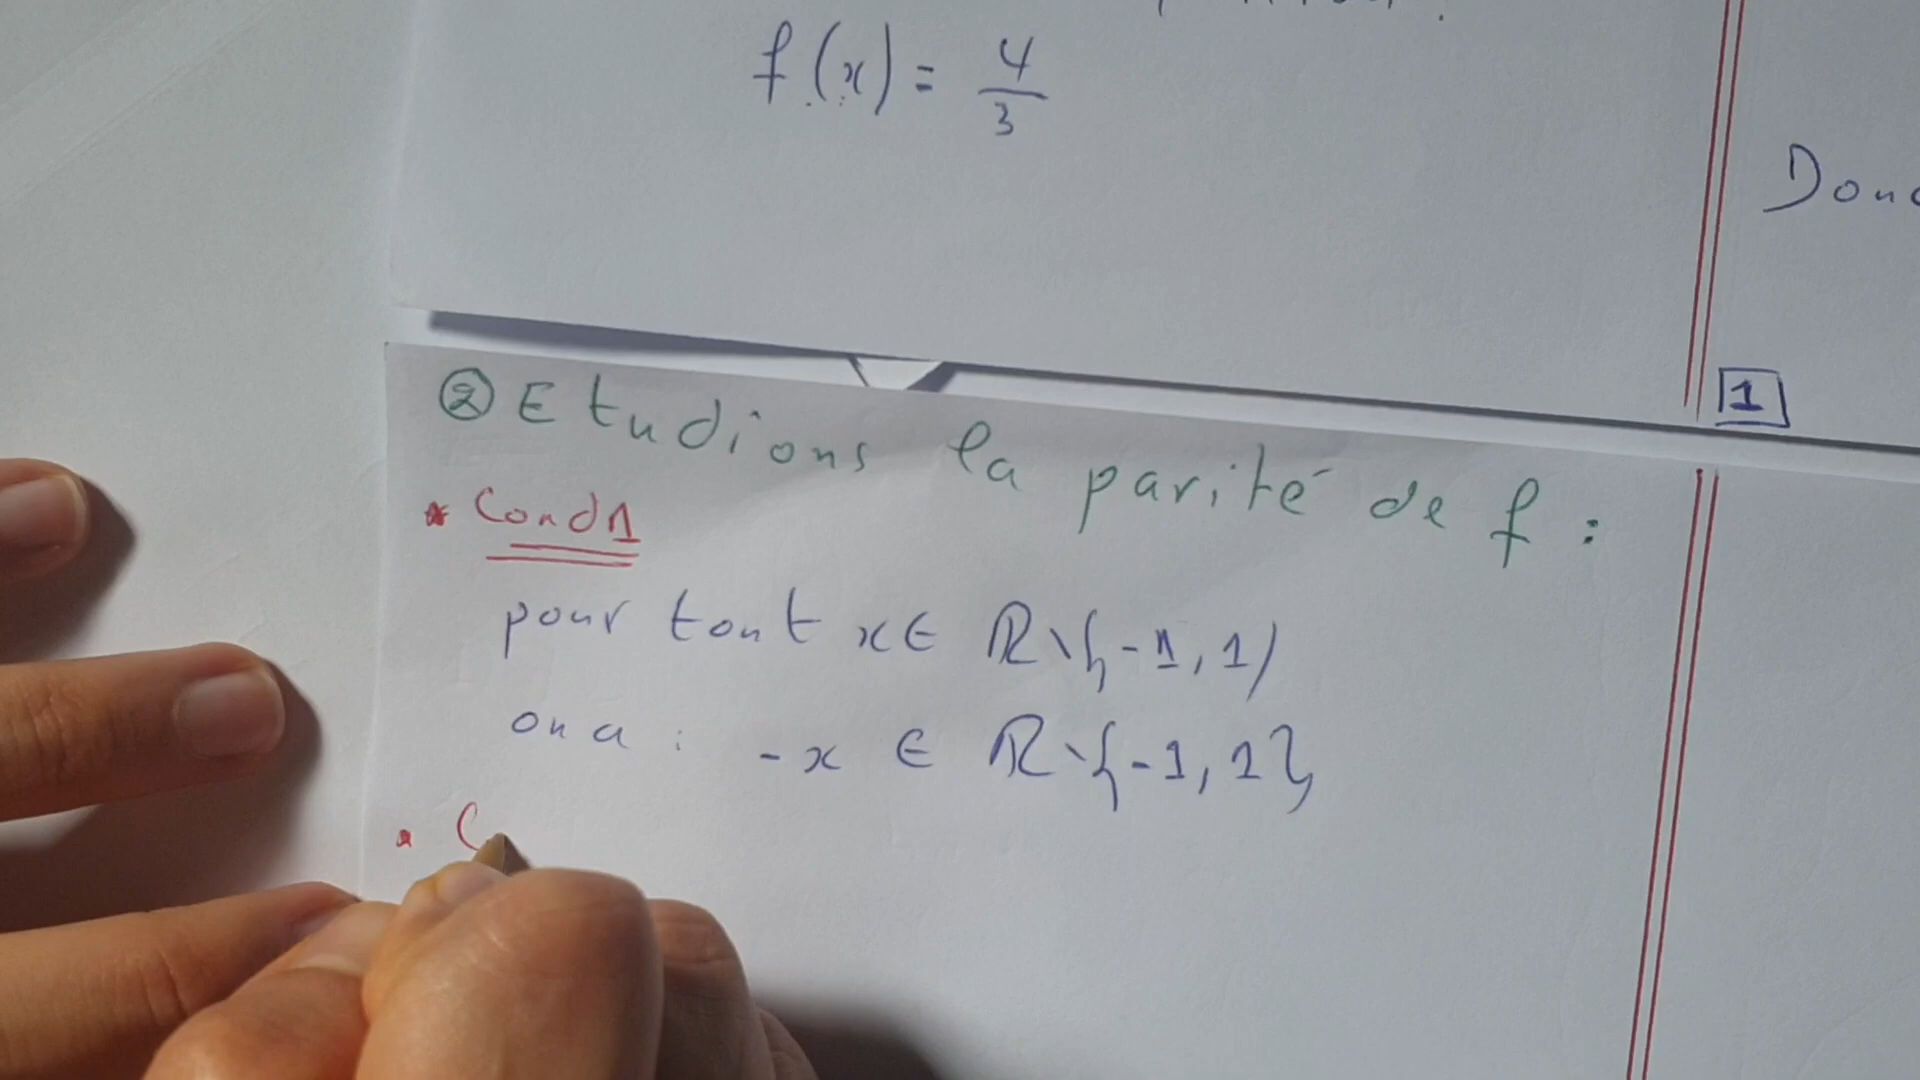 f(x) = 4/3
Donc
1
② Etudions la parité de f :
* Cond1
pour tout x ∈ ℝ\{-1, 1}
on a : -x ∈ ℝ\{-1, 1}
• C